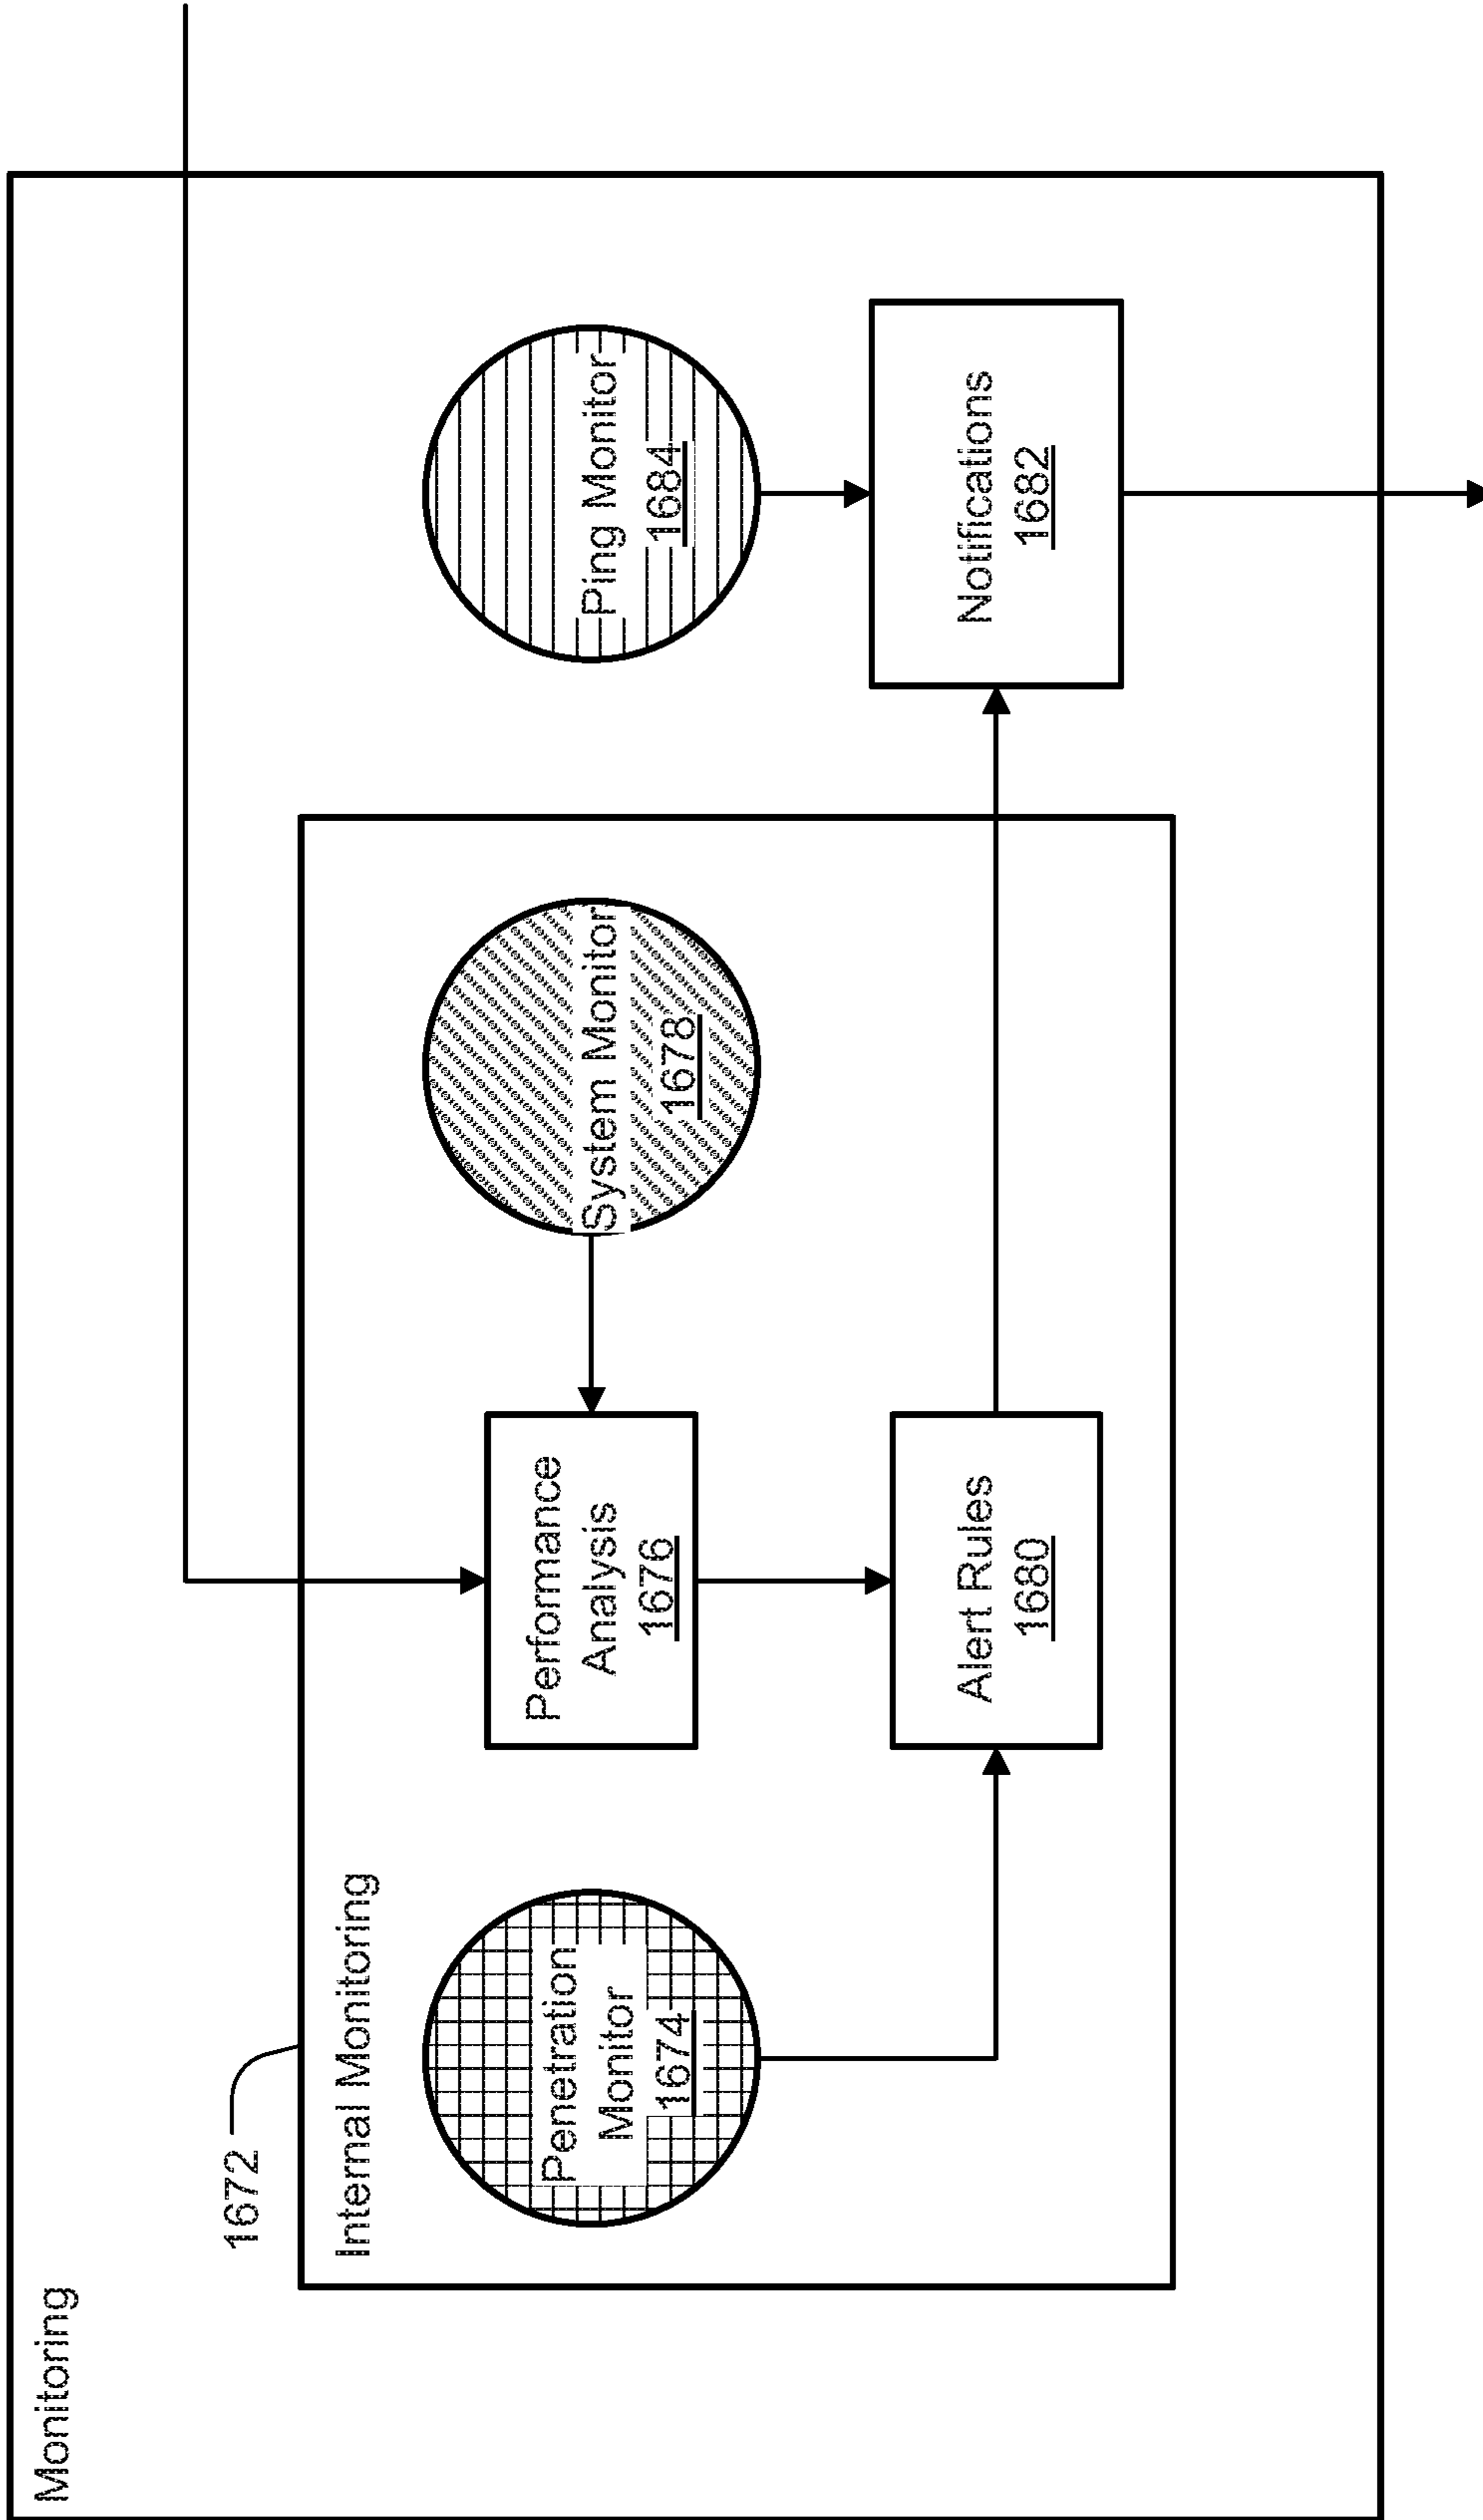 Monitoring
1672
Internal Monitoring
Penetration
Monitor
1674
Performance
Analysis
1676
System Monitor
1678
Ping Monitor
1684
Alert Rules
1680
Notifications
1682